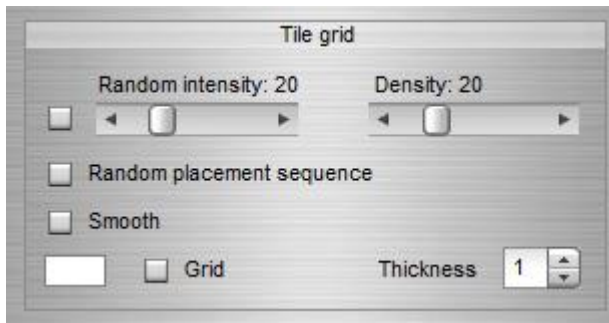 Tile grid
Random intensity: 20 Density: 20
Random placement sequence
Smooth
Grid Thickness 1